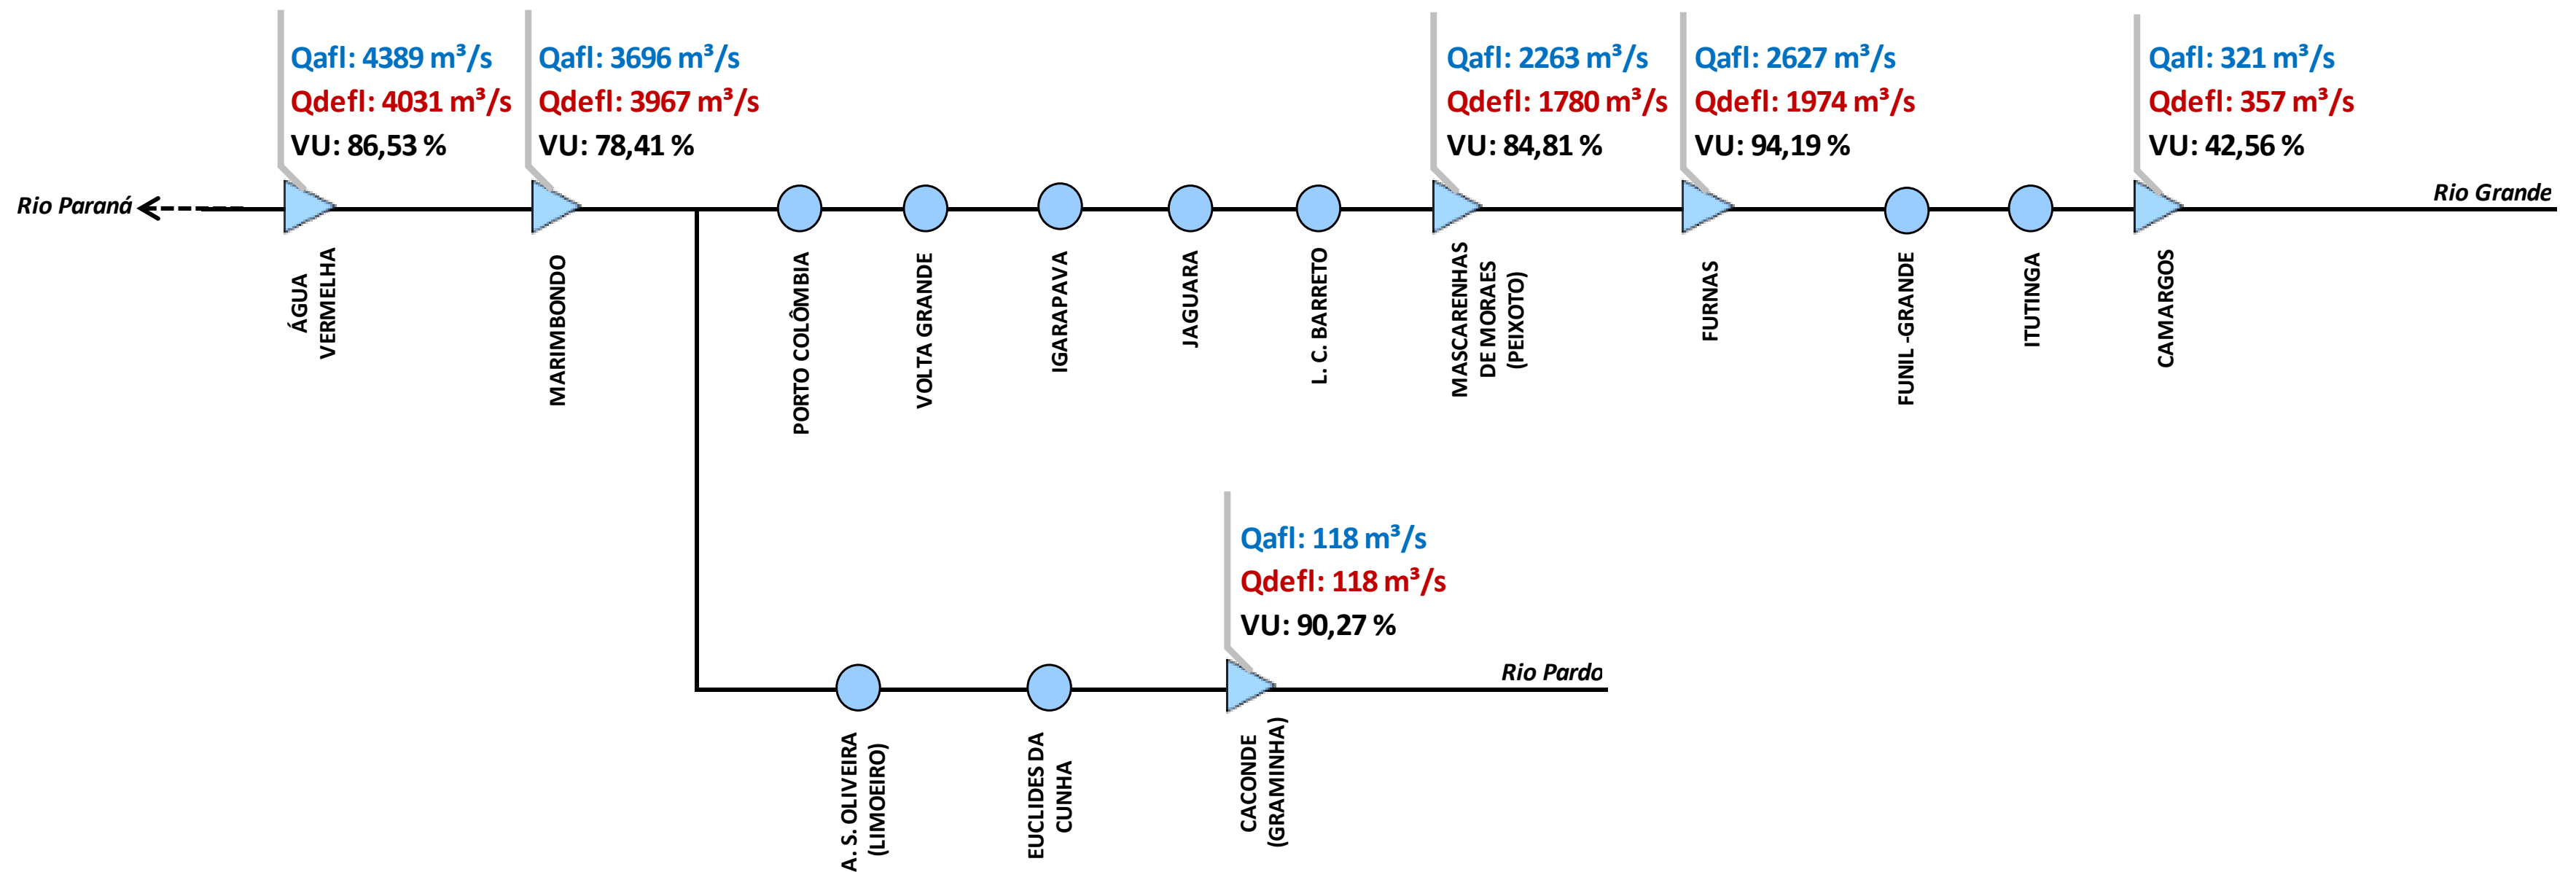 Qafl: 4389 m³/s
Qdefl: 4031 m³/s
VU: 86,53 %
Qafl: 3696 m³/s
Qdefl: 3967 m³/s
VU: 78,41 %
Qafl: 2263 m³/s
Qdefl: 1780 m³/s
VU: 84,81 %
Qafl: 2627 m³/s
Qdefl: 1974 m³/s
VU: 94,19 %
Qafl: 321 m³/s
Qdefl: 357 m³/s
VU: 42,56 %
Rio Paraná
Rio Grande
ÁGUA
VERMELHA
MARIMBONDO
PORTO COLÔMBIA
VOLTA GRANDE
IGARAPAVA
JAGUARA
L. C. BARRETO
MASCARENHAS
DE MORAES
(PEIXOTO)
FURNAS
FUNIL -GRANDE
ITUTINGA
CAMARGOS
Qafl: 118 m³/s
Qdefl: 118 m³/s
VU: 90,27 %
Rio Pardo
A. S. OLIVEIRA
(LIMOEIRO)
EUCLIDES DA
CUNHA
CACONDE
(GRAMINHA)